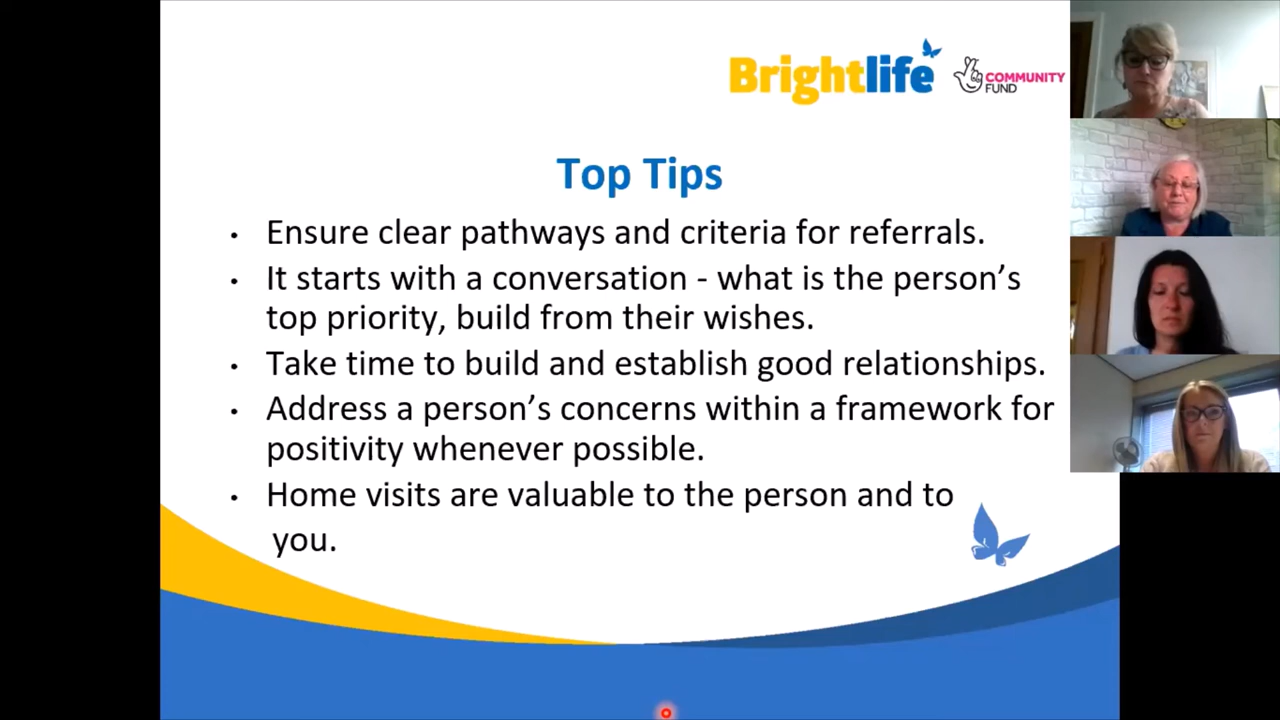 Brightlife
COMMUNITY
FUND
Top Tips
• Ensure clear pathways and criteria for referrals.
• It starts with a conversation - what is the person’s
top priority, build from their wishes.
• Take time to build and establish good relationships.
• Address a person’s concerns within a framework for
positivity whenever possible.
• Home visits are valuable to the person and to
you.